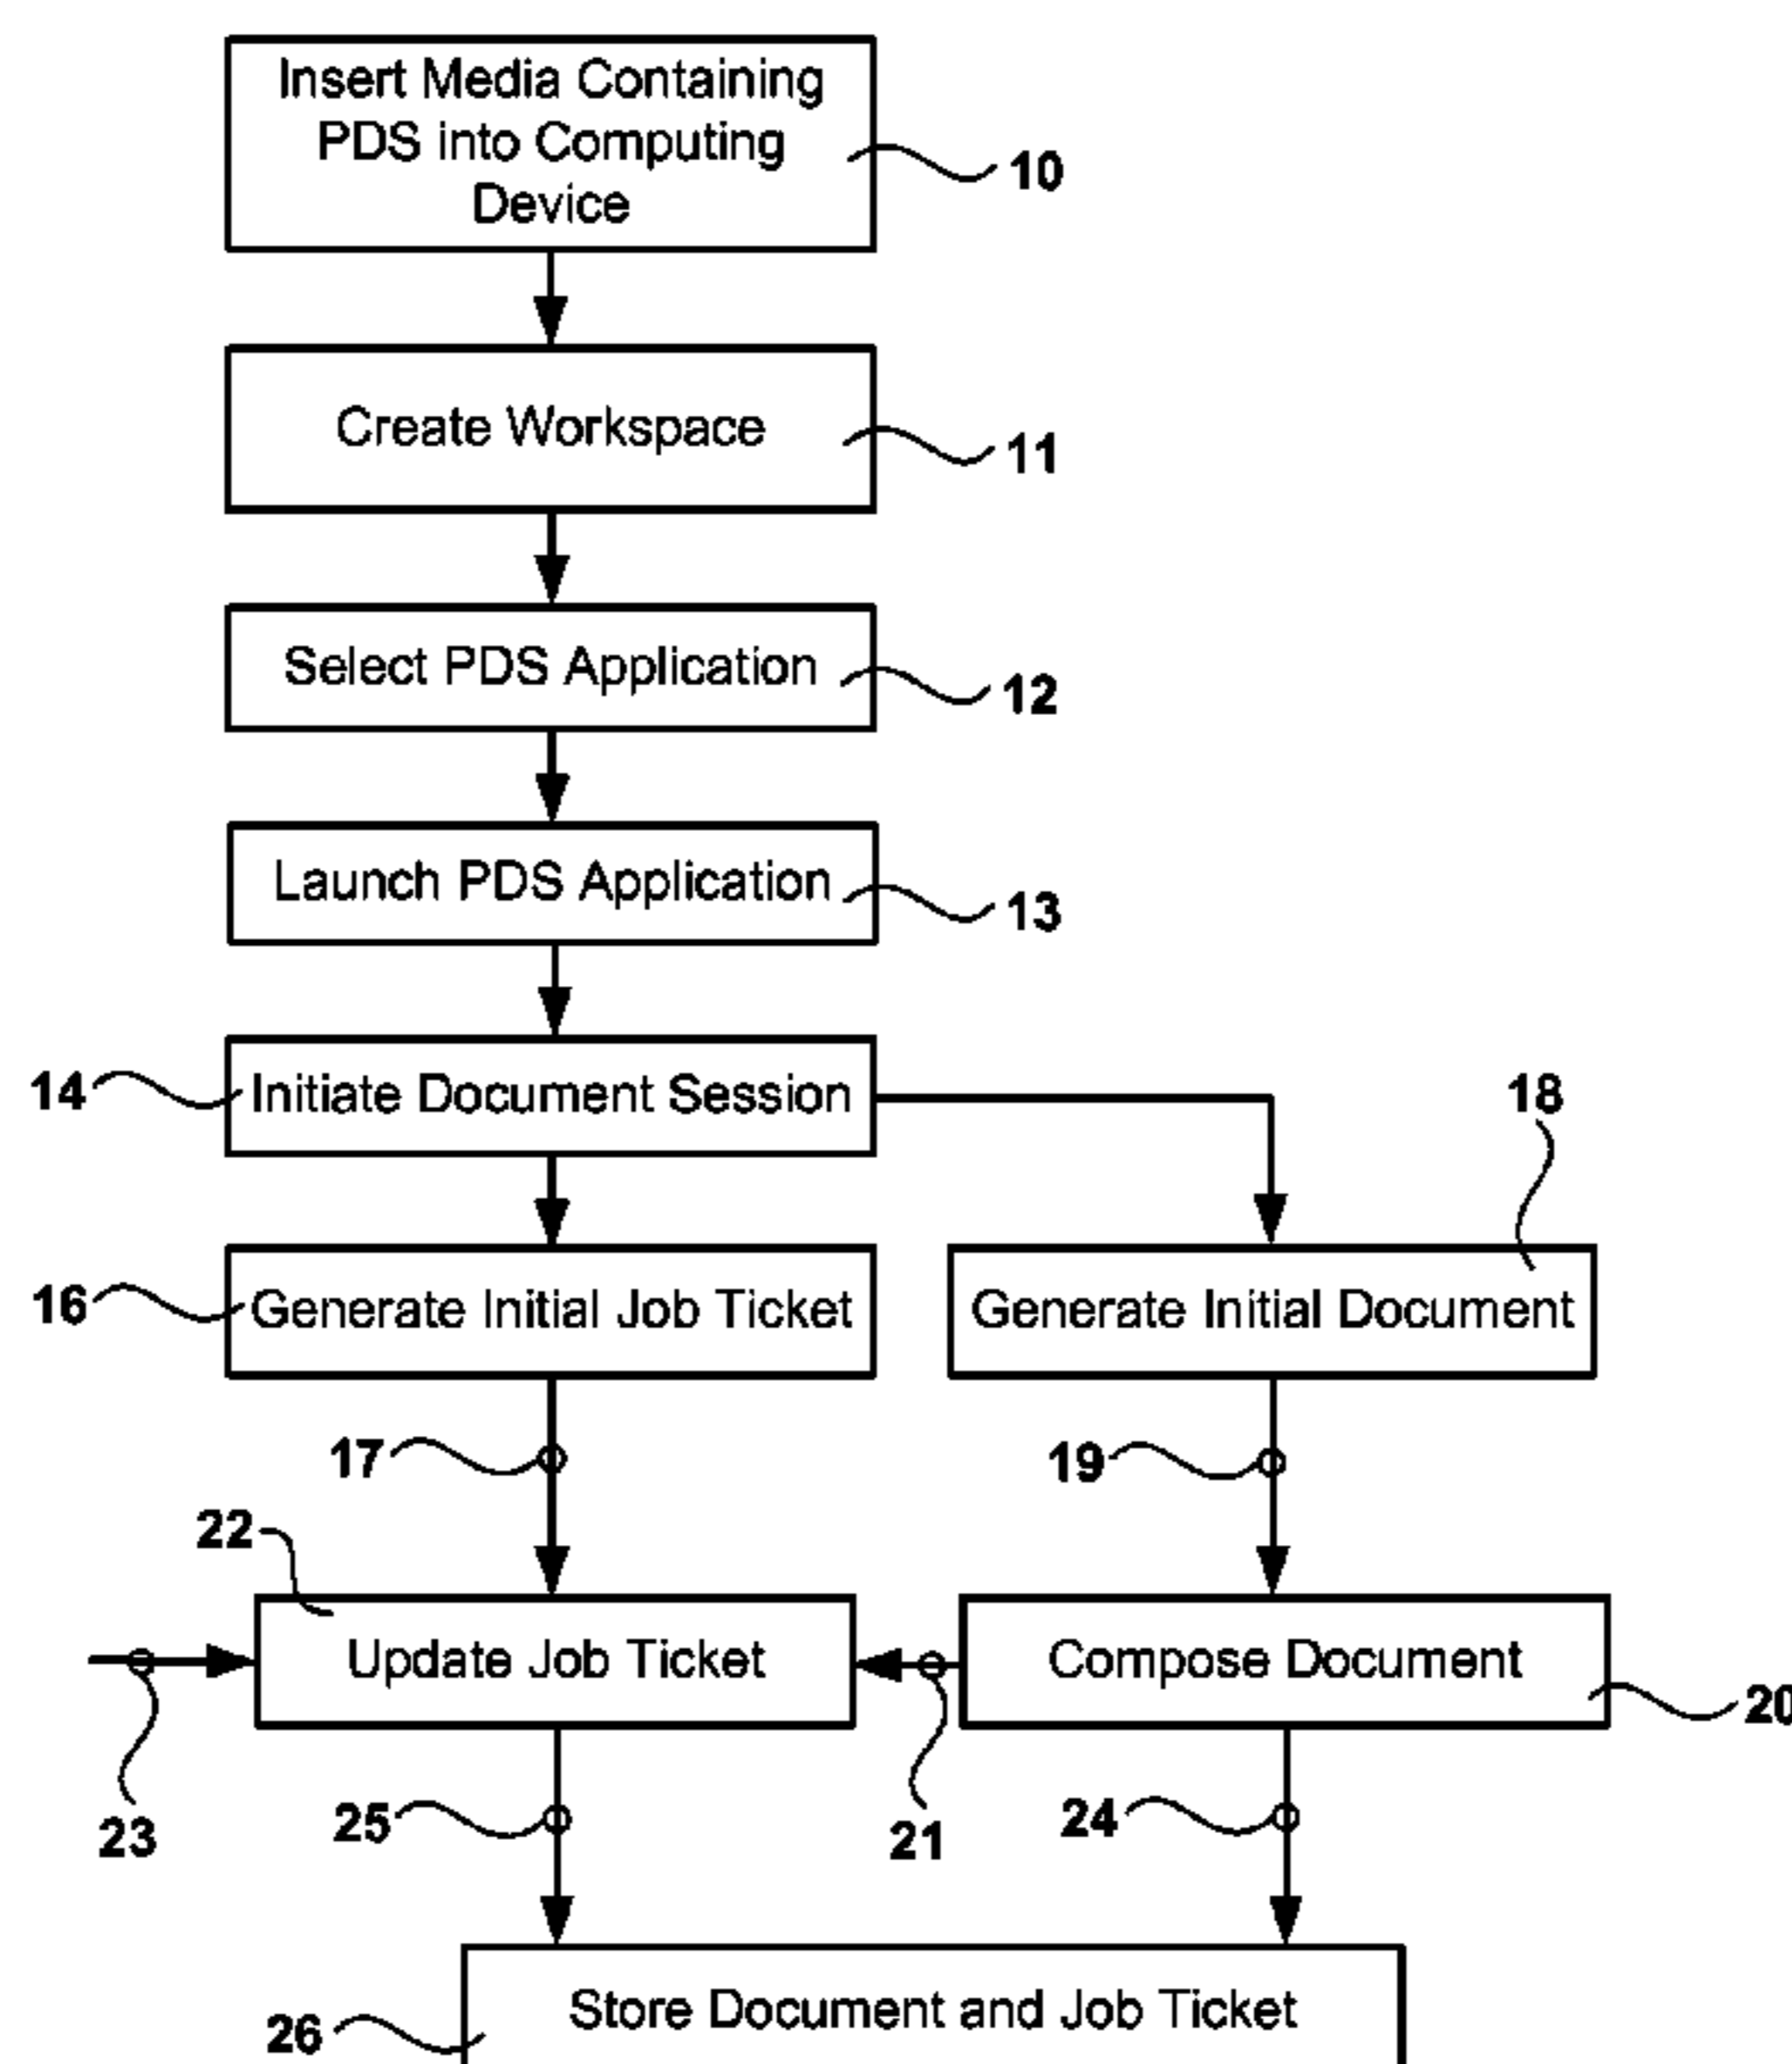 Insert Media Containing
PDS into Computing
Device
10
Create Workspace
11
Select PDS Application
12
Launch PDS Application
13
14
Initiate Document Session
18
16
Generate Initial Job Ticket
Generate Initial Document
17
19
22
Update Job Ticket
Compose Document
20
23
25
21
24
Store Document and Job Ticket
26